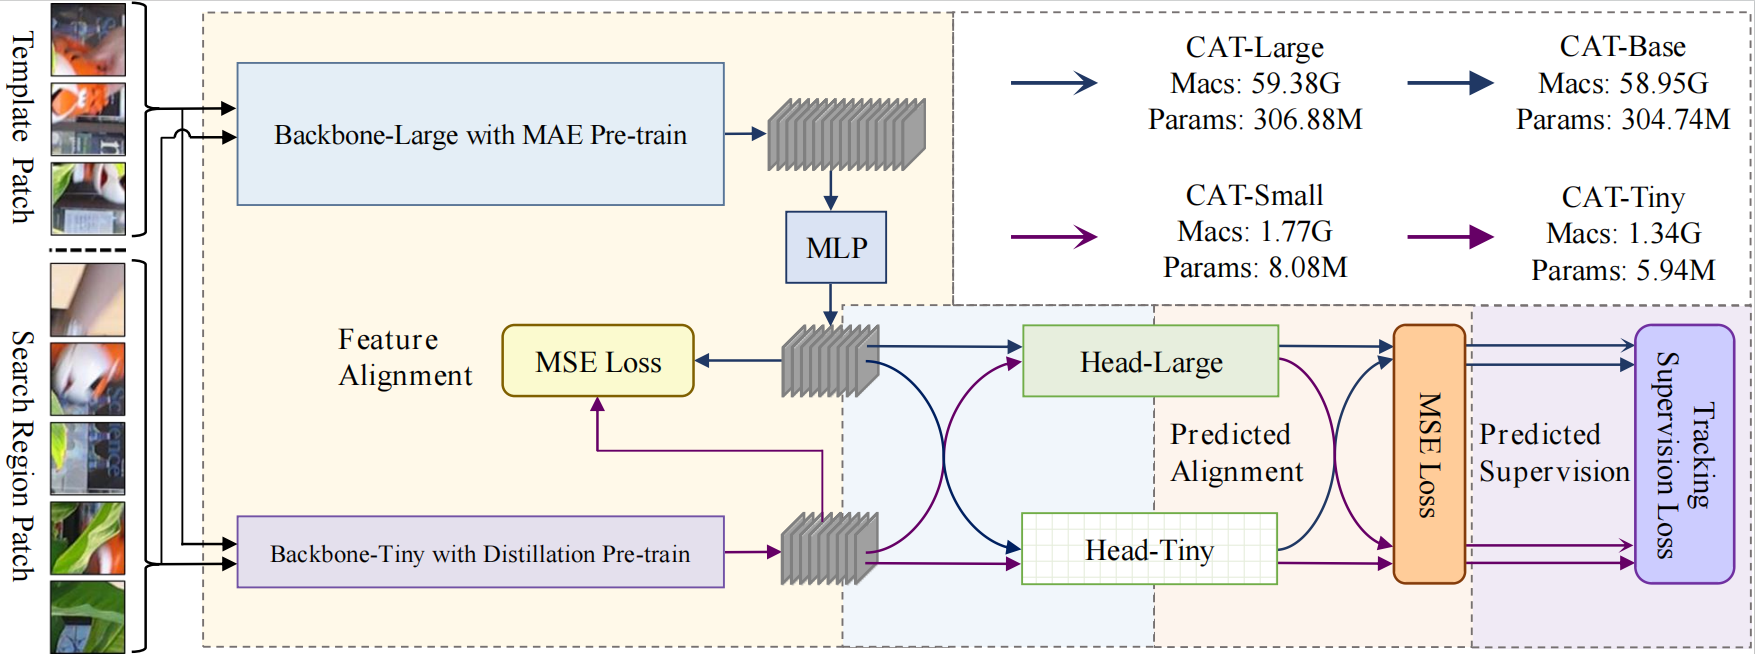 Template Patch
Search Region Patch
Backbone-Large with MAE Pre-train
MLP
Feature
Alignment
MSE Loss
Backbone-Tiny with Distillation Pre-train
CAT-Large
Macs: 59.38G
Params: 306.88M
CAT-Base
Macs: 58.95G
Params: 304.74M
CAT-Small
Macs: 1.77G
Params: 8.08M
CAT-Tiny
Macs: 1.34G
Params: 5.94M
Head-Large
Head-Tiny
Predicted
Alignment
MSE Loss
Predicted
Supervision
Tracking
Supervision Loss